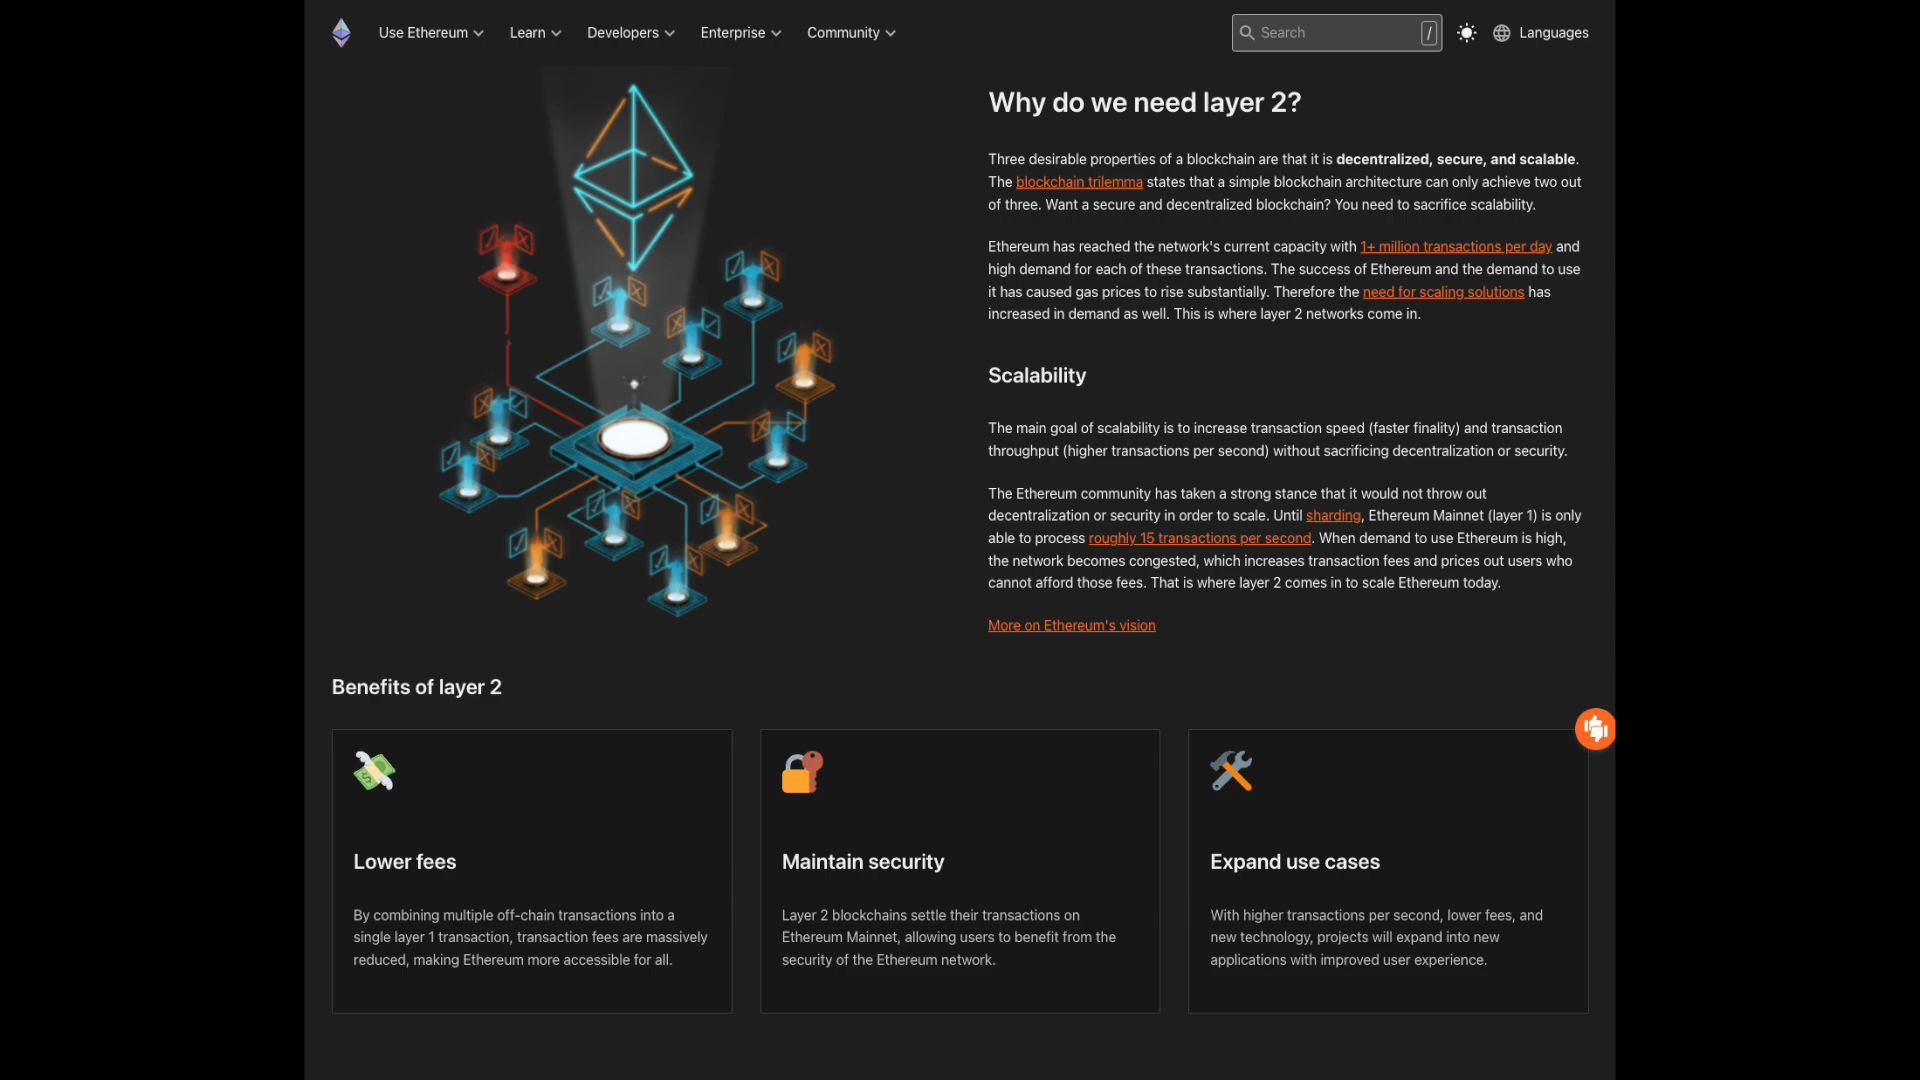 Use Ethereum
Learn
Developers
Enterprise
Community
Search
/
Languages
Why do we need layer 2?
Three desirable properties of a blockchain are that it is decentralized, secure, and scalable.
The blockchain trilemma states that a simple blockchain architecture can only achieve two out
of three. Want a secure and decentralized blockchain? You need to sacrifice scalability.
Ethereum has reached the network's current capacity with 1+ million transactions per day and
high demand for each of these transactions. The success of Ethereum and the demand to use
it has caused gas prices to rise substantially. Therefore the need for scaling solutions has
increased in demand as well. This is where layer 2 networks come in.
Scalability
The main goal of scalability is to increase transaction speed (faster finality) and transaction
throughput (higher transactions per second) without sacrificing decentralization or security.
The Ethereum community has taken a strong stance that it would not throw out
decentralization or security in order to scale. Until sharding, Ethereum Mainnet (layer 1) is only
able to process roughly 15 transactions per second. When demand to use Ethereum is high,
the network becomes congested, which increases transaction fees and prices out users who
cannot afford those fees. That is where layer 2 comes in to scale Ethereum today.
More on Ethereum's vision
Benefits of layer 2
Lower fees
By combining multiple off-chain transactions into a
single layer 1 transaction, transaction fees are massively
reduced, making Ethereum more accessible for all.
Maintain security
Layer 2 blockchains settle their transactions on
Ethereum Mainnet, allowing users to benefit from the
security of the Ethereum network.
Expand use cases
With higher transactions per second, lower fees, and
new technology, projects will expand into new
applications with improved user experience.